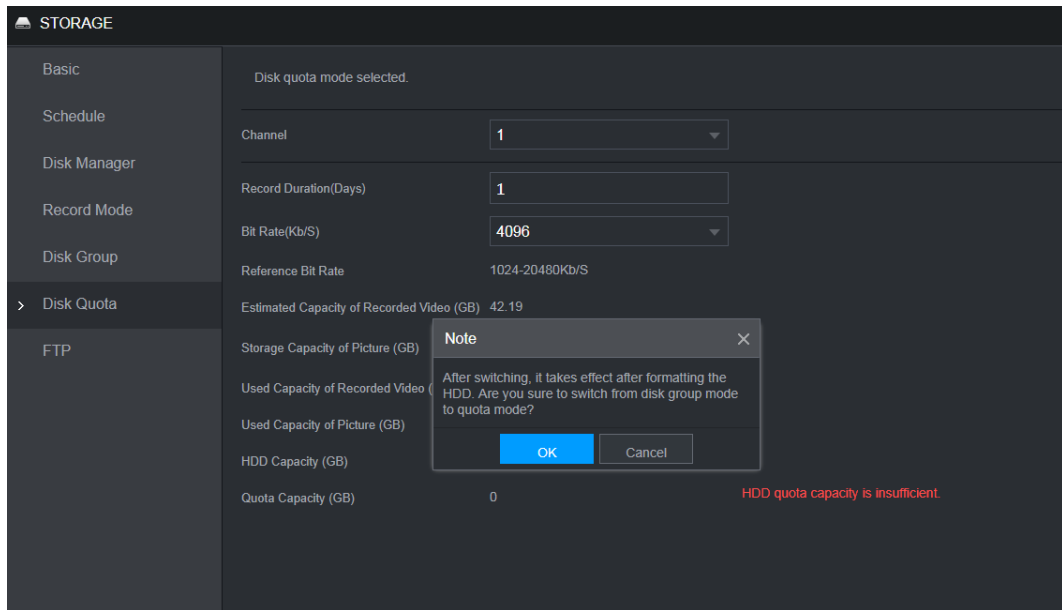 STORAGE
Basic
Schedule
Disk Manager
Record Mode
Disk Group
Disk Quota
FTP
Disk quota mode selected.
Channel 1
Record Duration(Days) 1
Bit Rate(Kb/S) 4096
Reference Bit Rate 1024-20480Kb/S
Estimated Capacity of Recorded Video (GB) 42.19
Storage Capacity of Picture (GB)
Used Capacity of Recorded Video (
Used Capacity of Picture (GB)
HDD Capacity (GB)
Quota Capacity (GB) 0 HDD quota capacity is insufficient.
Note
After switching, it takes effect after formatting the
HDD. Are you sure to switch from disk group mode
to quota mode?
OK Cancel